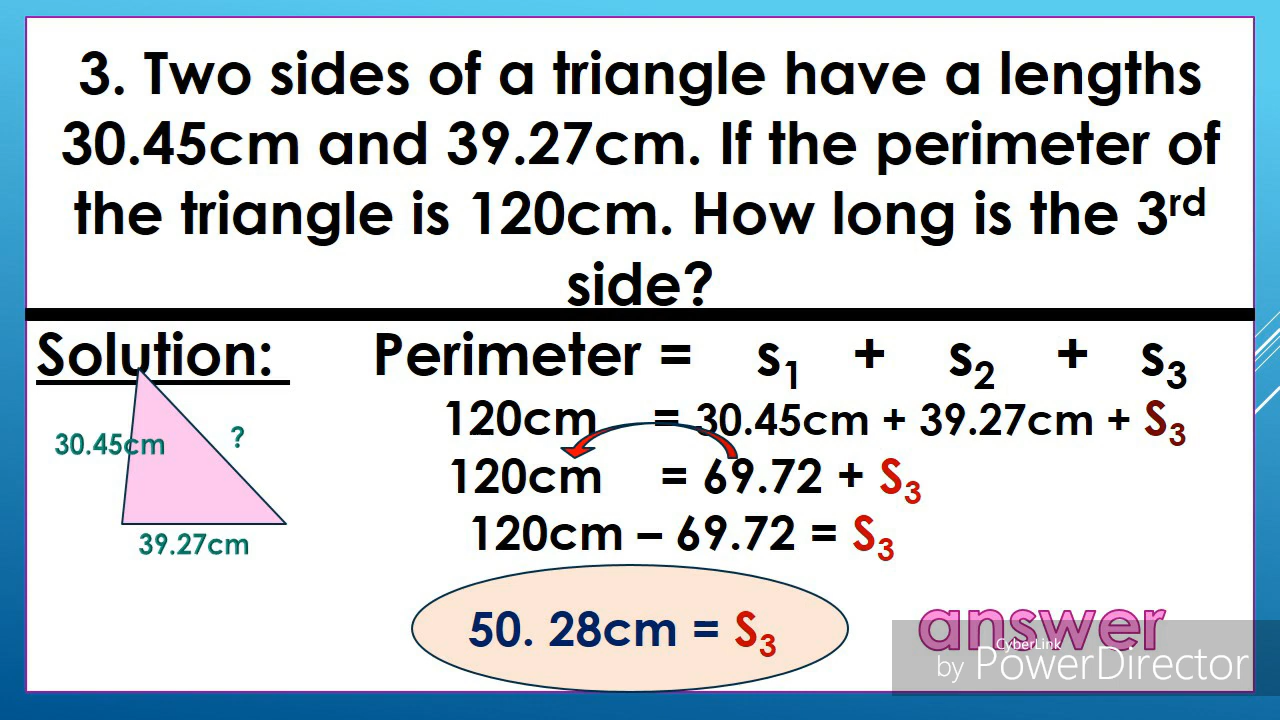 3. Two sides of a triangle have a lengths
30.45cm and 39.27cm. If the perimeter of
the triangle is 120cm. How long is the 3rd
side?
Solution: Perimeter = s1 + s2 + s3
120cm = 30.45cm + 39.27cm + S3
30.45cm ?
120cm = 69.72 + S3
120cm – 69.72 = S3
39.27cm
50. 28cm = S3
answer
CyberLink
by PowerDirector